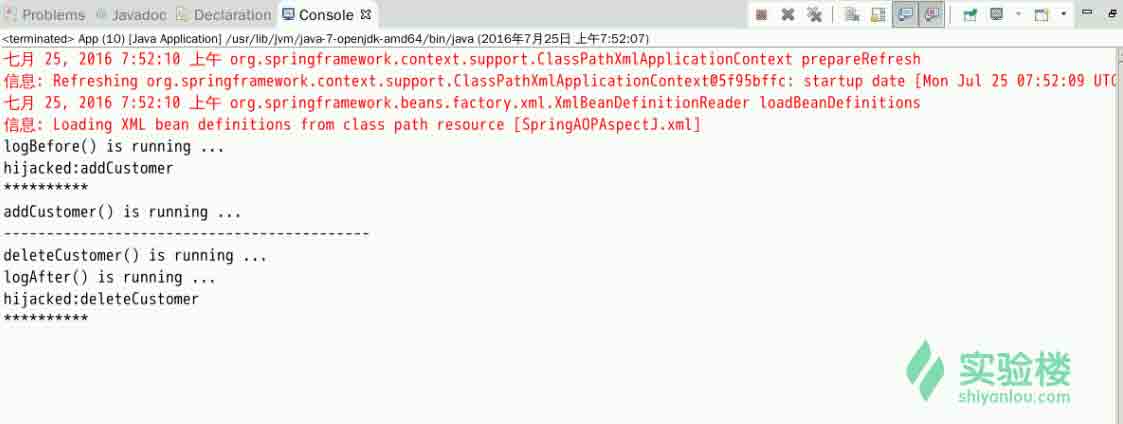 Problems @ Javadoc Declaration Console
<terminated> App (10) [Java Application] /usr/lib/jvm/java-7-openjdk-amd64/bin/java (2016年7月25日 上午7:52:07)
七月 25, 2016 7:52:10 上午 org.springframework.context.support.ClassPathXmlApplicationContext prepareRefresh
信息: Refreshing org.springframework.context.support.ClassPathXmlApplicationContext@5f95bffc: startup date [Mon Jul 25 07:52:09 UTC
七月 25, 2016 7:52:10 上午 org.springframework.beans.factory.xml.XmlBeanDefinitionReader loadBeanDefinitions
信息: Loading XML bean definitions from class path resource [SpringAOPAspectJ.xml]
logBefore() is running ...
hijacked:addCustomer
**********
addCustomer() is running ...
-------------------------------------------
deleteCustomer() is running ...
logAfter() is running ...
hijacked:deleteCustomer
**********
实验楼
shiyanlou.com